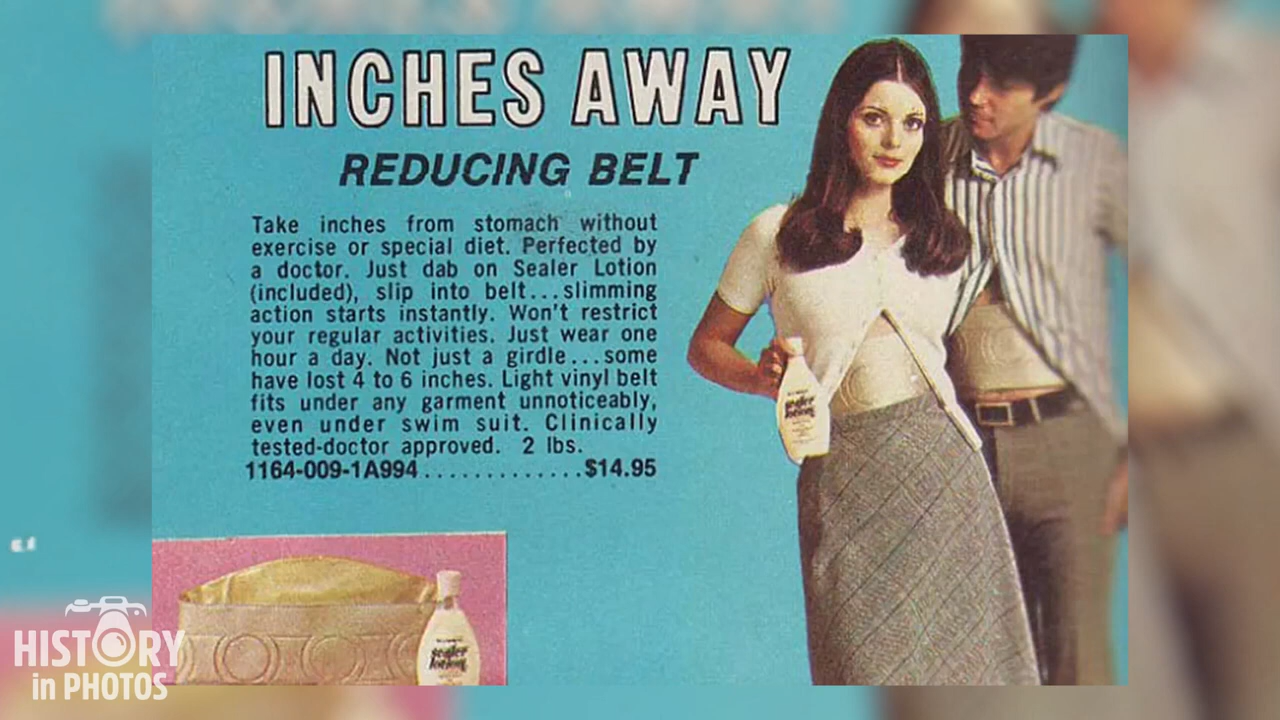 INCHES AWAY
REDUCING BELT
Take inches from stomach without
exercise or special diet. Perfected by
a doctor. Just dab on Sealer Lotion
(included), slip into belt...slimming
action starts instantly. Won't restrict
your regular activities. Just wear one
hour a day. Not just a girdle...some
have lost 4 to 6 inches. Light vinyl belt
fits under any garment unnoticeably,
even under swim suit. Clinically
tested-doctor approved. 2 lbs.
1164-009-1A994.............$14.95
sealer
lotion
sealer
lotion
HISTORY
in PHOTOS